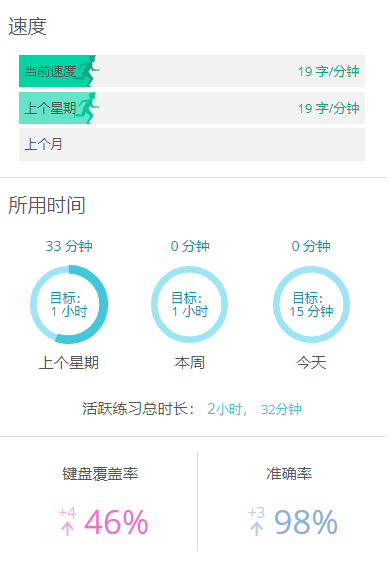 速度
当前速度 19 字/分钟
上个星期 19 字/分钟
上个月
所用时间
33 分钟 0 分钟 0 分钟
目标: 目标: 目标:
1 小时 1 小时 15 分钟
上个星期 本周 今天
活跃练习总时长: 2小时, 32分钟
键盘覆盖率 准确率
+4 46% +3 98%